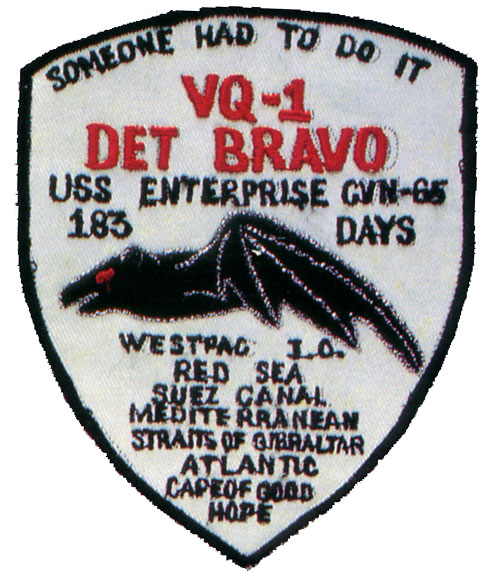 SOMEONE HAD TO DO IT
VQ-1
DET BRAVO
USS ENTERPRISE CVN-65
183 DAYS
WESTPAC I.O.
RED SEA
SUEZ CANAL
MEDITERRANEAN
STRAITS OF GIBRALTAR
ATLANTIC
CAPE OF GOOD
HOPE